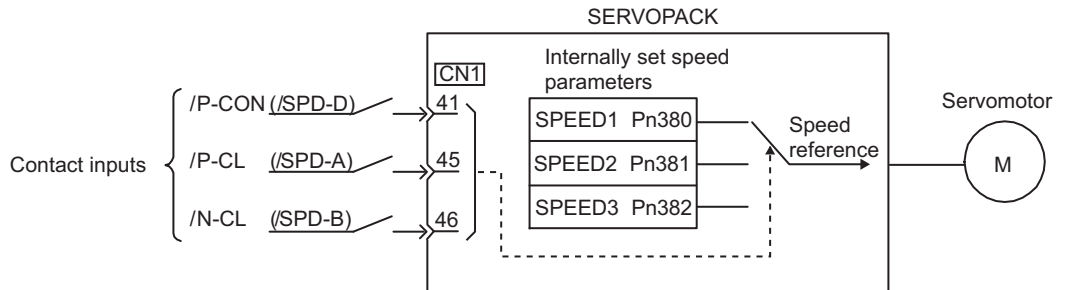 SERVOPACK
CN1
Internally set speed
parameters
Contact inputs
/P-CON (/SPD-D) 41
/P-CL (/SPD-A) 45
/N-CL (/SPD-B) 46
SPEED1 Pn380
SPEED2 Pn381
SPEED3 Pn382
Speed
reference
Servomotor
M